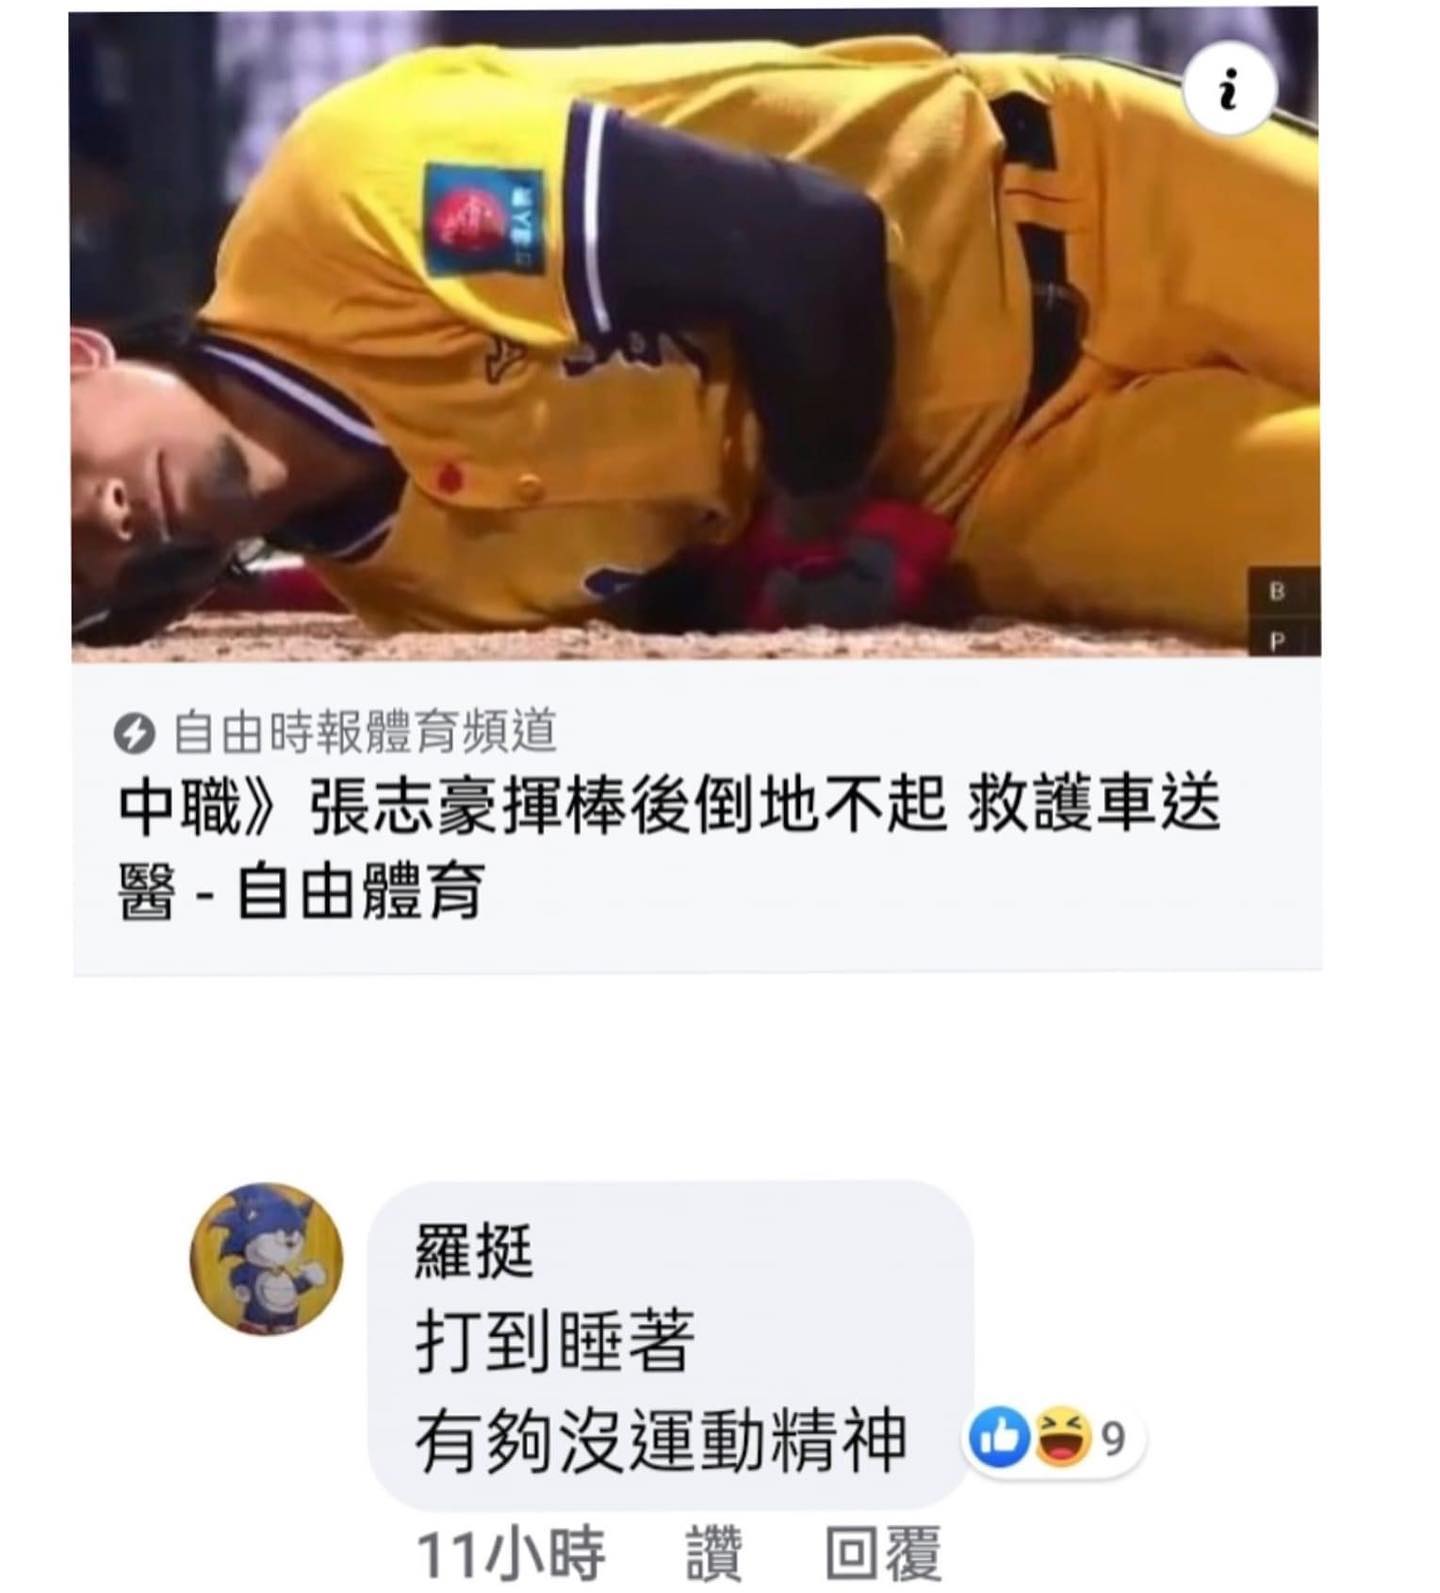 i
B
P
自由時報體育頻道
中職》張志豪揮棒後倒地不起 救護車送
醫 - 自由體育
羅挺
打到睡著
有夠沒運動精神
9
11小時 讚 回覆